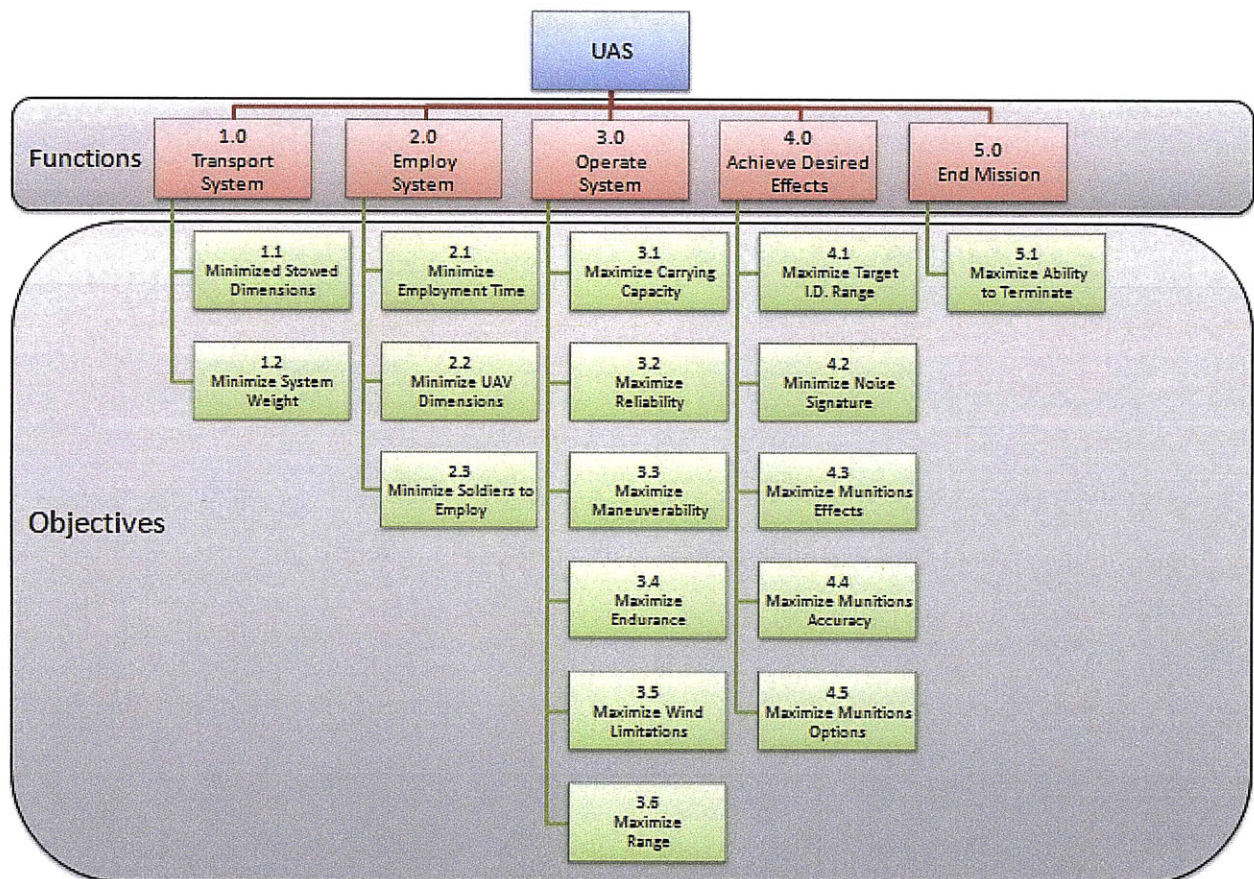 UAS
Functions
1.0
Transport
System
2.0
Employ
System
3.0
Operate
System
4.0
Achieve Desired
Effects
5.0
End Mission
Objectives
1.1
Minimized Stowed
Dimensions
1.2
Minimize System
Weight
2.1
Minimize
Employment Time
2.2
Minimize UAV
Dimensions
2.3
Minimize Soldiers to
Employ
3.1
Maximize Carrying
Capacity
3.2
Maximize
Reliability
3.3
Maximize
Maneuverability
3.4
Maximize
Endurance
3.5
Maximize Wind
Limitations
3.6
Maximize
Range
4.1
Maximize Target
I.D. Range
4.2
Minimize Noise
Signature
4.3
Maximize Munitions
Effects
4.4
Maximize Munitions
Accuracy
4.5
Maximize Munitions
Options
5.1
Maximize Ability
to Terminate